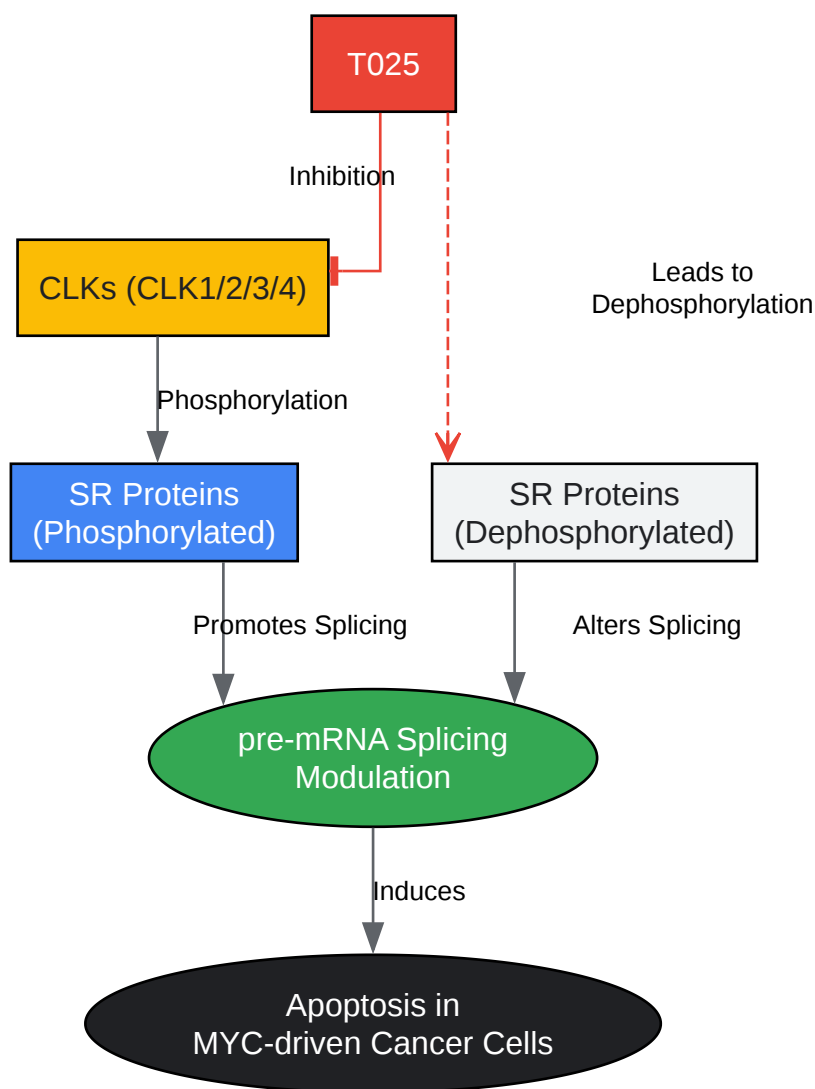 T025
Inhibition
CLKs (CLK1/2/3/4)
Leads to
Dephosphorylation
Phosphorylation
SR Proteins
(Phosphorylated)
SR Proteins
(Dephosphorylated)
Promotes Splicing
Alters Splicing
pre-mRNA Splicing
Modulation
Induces
Apoptosis in
MYC-driven Cancer Cells